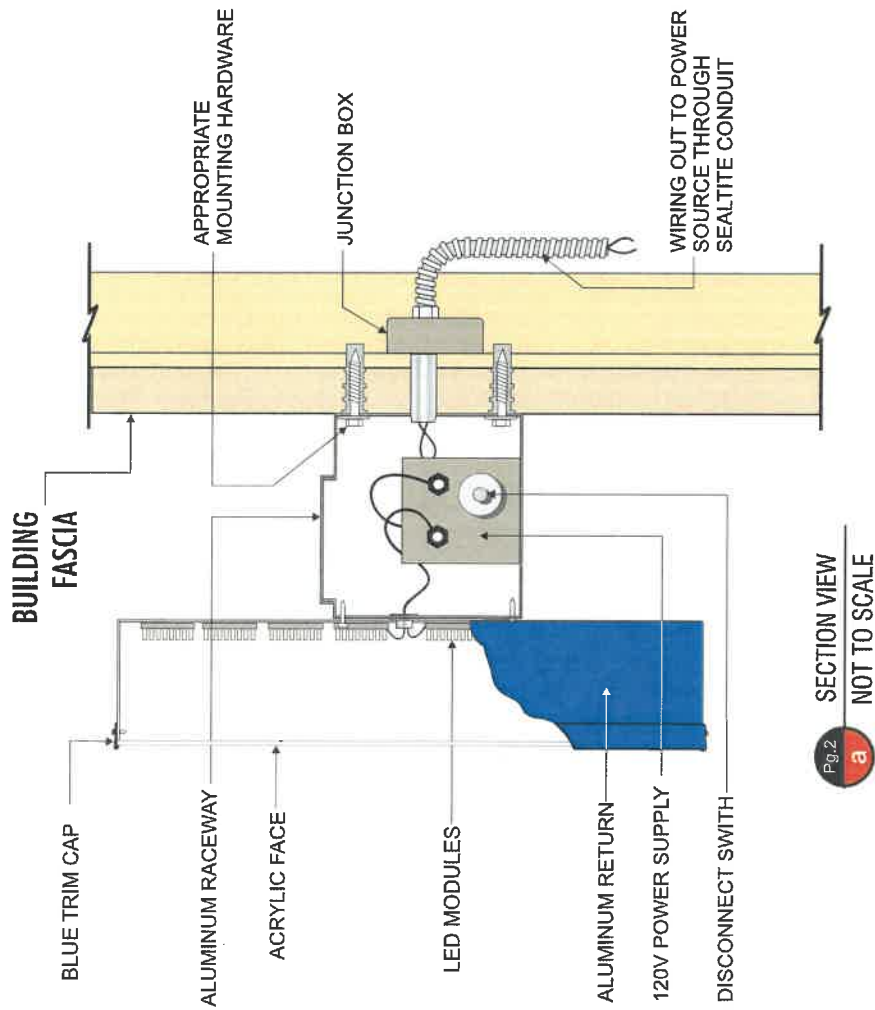 BUILDING
FASCIA
BLUE TRIM CAP
ALUMINUM RACEWAY
ACRYLIC FACE
LED MODULES
ALUMINUM RETURN
120V POWER SUPPLY
DISCONNECT SWITH
APPROPRIATE
MOUNTING HARDWARE
JUNCTION BOX
WIRING OUT TO POWER
SOURCE THROUGH
SEALTITE CONDUIT
Pg.2
a
SECTION VIEW
NOT TO SCALE